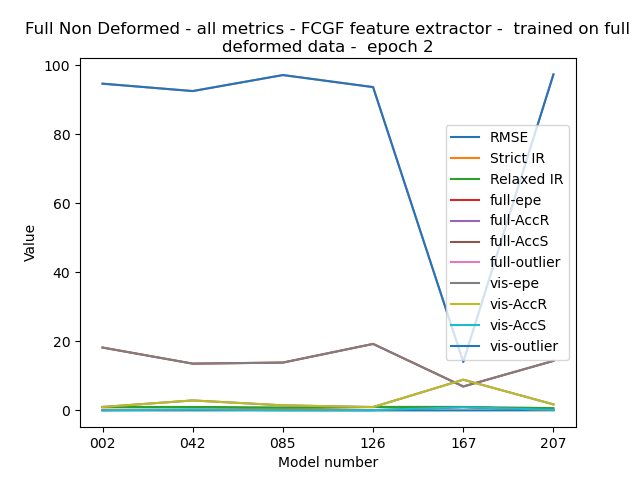 Full Non Deformed - all metrics - FCGF feature extractor -  trained on full
deformed data -  epoch 2
100
80
60
40
20
0
Value
RMSE
Strict IR
Relaxed IR
full-epe
full-AccR
full-AccS
full-outlier
vis-epe
vis-AccR
vis-AccS
vis-outlier
002
042
085
126
167
207
Model number